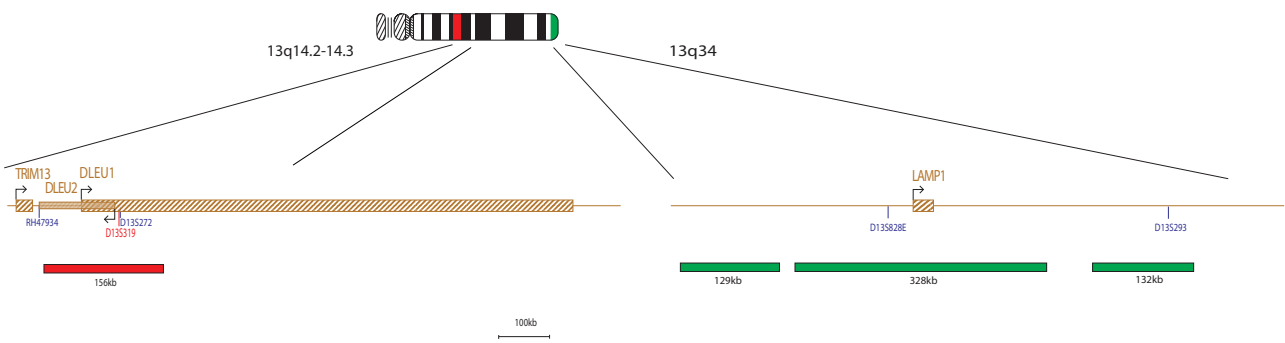 13q14.2-14.3
13q34
TRIM13
DLEU2
DLEU1
LAMP1
RH47934
D13S272
D13S319
D13S828E
D13S293
156kb
129kb
328kb
132kb
100kb